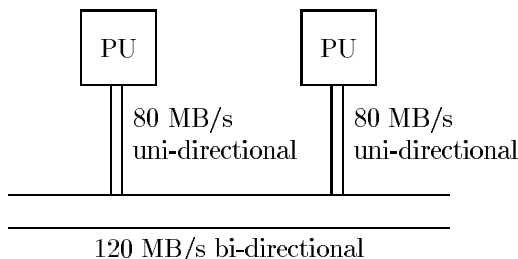 PU
PU
80 MB/s
uni-directional
80 MB/s
uni-directional
120 MB/s bi-directional